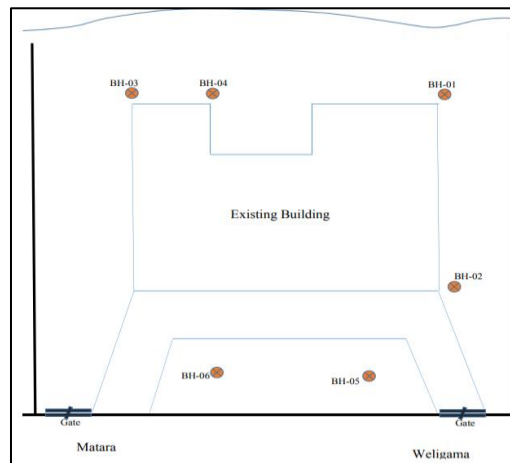 BH-03
BH-04
BH-01
Existing Building
BH-02
BH-06
BH-05
Gate
Gate
Matara
Weligama